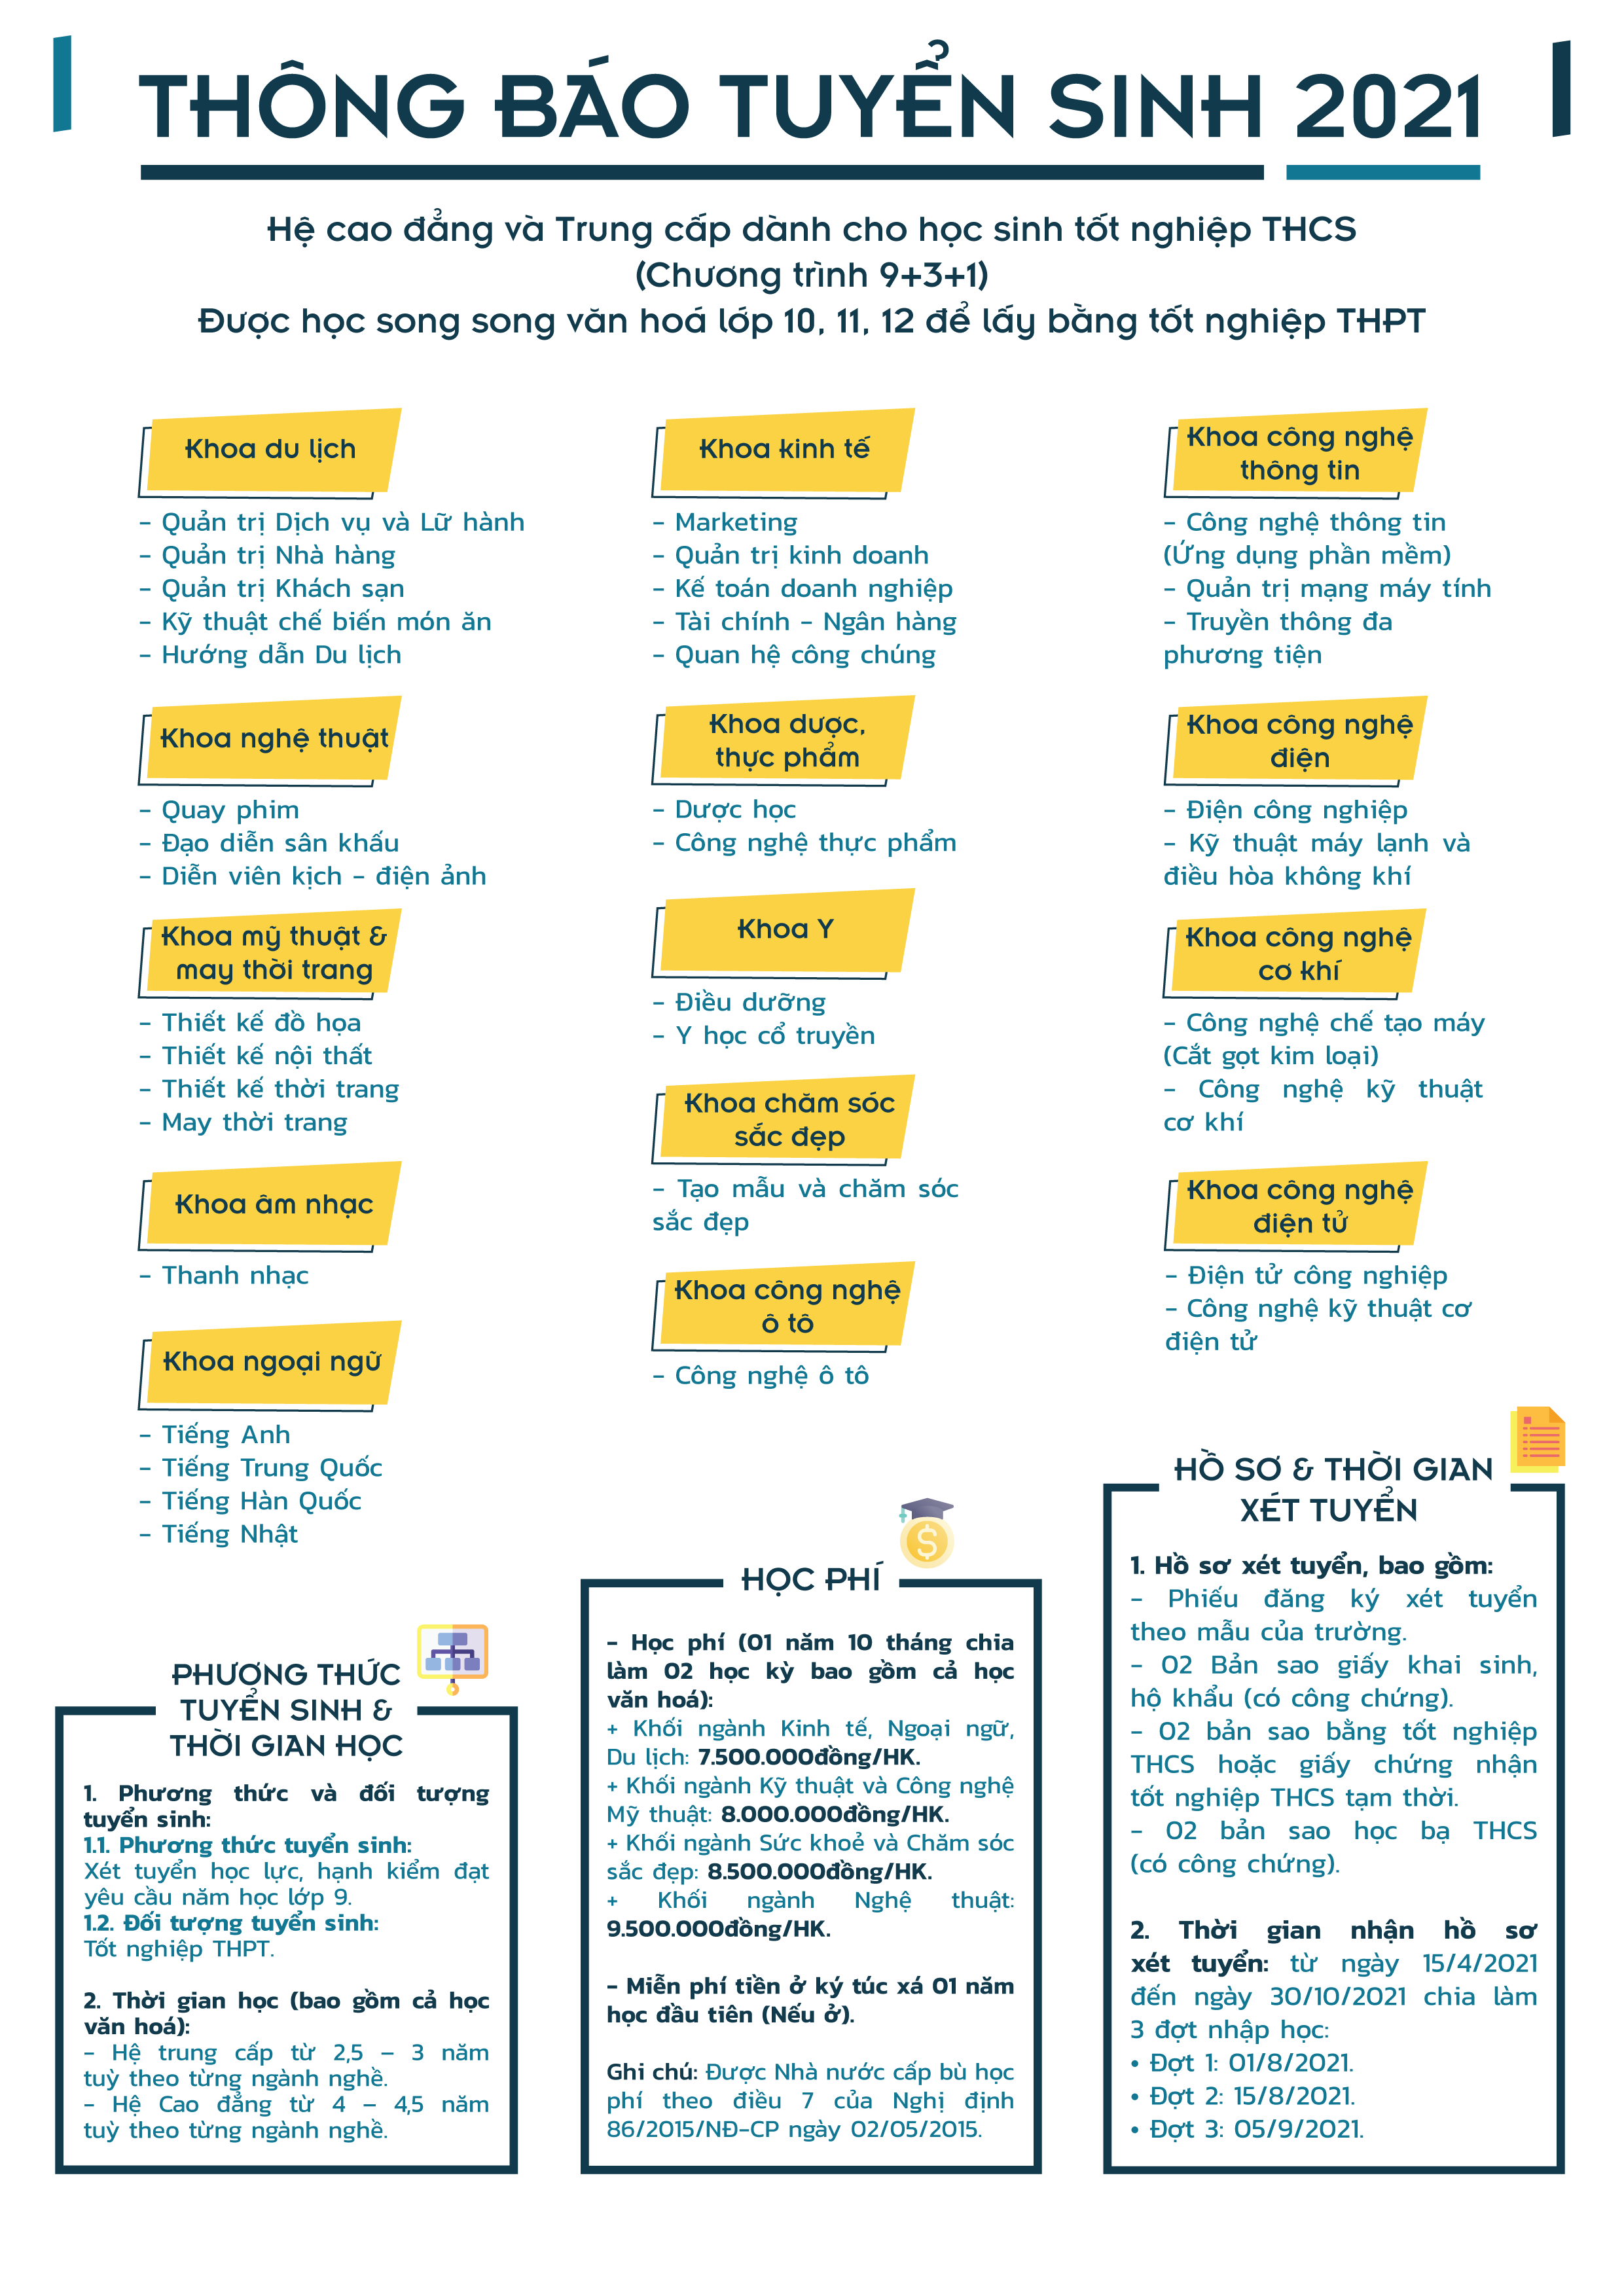 THÔNG BÁO TUYỂN SINH 2021
Hệ cao đẳng và Trung cấp dành cho học sinh tốt nghiệp THCS
(Chương trình 9+3+1)
Được học song song văn hoá lớp 10, 11, 12 để lấy bằng tốt nghiệp THPT
Khoa du lịch
- Quản trị Dịch vụ và Lữ hành
- Quản trị Nhà hàng
- Quản trị Khách sạn
- Kỹ thuật chế biến món ăn
- Hướng dẫn Du lịch
Khoa nghệ thuật
- Quay phim
- Đạo diễn sân khấu
- Diễn viên kịch - điện ảnh
Khoa mỹ thuật &
may thời trang
- Thiết kế đồ họa
- Thiết kế nội thất
- Thiết kế thời trang
- May thời trang
Khoa âm nhạc
- Thanh nhạc
Khoa ngoại ngữ
- Tiếng Anh
- Tiếng Trung Quốc
- Tiếng Hàn Quốc
- Tiếng Nhật
Khoa kinh tế
- Marketing
- Quản trị kinh doanh
- Kế toán doanh nghiệp
- Tài chính - Ngân hàng
- Quan hệ công chúng
Khoa dược,
thực phẩm
- Dược học
- Công nghệ thực phẩm
Khoa Y
- Điều dưỡng
- Y học cổ truyền
Khoa chăm sóc
sắc đẹp
- Tạo mẫu và chăm sóc
sắc đẹp
Khoa công nghệ
ô tô
- Công nghệ ô tô
Khoa công nghệ
thông tin
- Công nghệ thông tin
(Ứng dụng phần mềm)
- Quản trị mạng máy tính
- Truyền thông đa
phương tiện
Khoa công nghệ
điện
- Điện công nghiệp
- Kỹ thuật máy lạnh và
điều hòa không khí
Khoa công nghệ
cơ khí
- Công nghệ chế tạo máy
(Cắt gọt kim loại)
- Công nghệ kỹ thuật
cơ khí
Khoa công nghệ
điện tử
- Điện tử công nghiệp
- Công nghệ kỹ thuật cơ
điện tử
PHƯƠNG THỨC
TUYỂN SINH &
THỜI GIAN HỌC
1. Phương thức và đối tượng
tuyển sinh:
1.1. Phương thức tuyển sinh:
Xét tuyển học lực, hạnh kiểm đạt
yêu cầu năm học lớp 9.
1.2. Đối tượng tuyển sinh:
Tốt nghiệp THPT.
2. Thời gian học (bao gồm cả học
văn hoá):
- Hệ trung cấp từ 2,5 – 3 năm
tuỳ theo từng ngành nghề.
- Hệ Cao đẳng từ 4 – 4,5 năm
tuỳ theo từng ngành nghề.
HỌC PHÍ
- Học phí (01 năm 10 tháng chia
làm 02 học kỳ bao gồm cả học
văn hoá):
+ Khối ngành Kinh tế, Ngoại ngữ,
Du lịch: 7.500.000đồng/HK.
+ Khối ngành Kỹ thuật và Công nghệ
Mỹ thuật: 8.000.000đồng/HK.
+ Khối ngành Sức khoẻ và Chăm sóc
sắc đẹp: 8.500.000đồng/HK.
+ Khối ngành Nghệ thuật:
9.500.000đồng/HK.
- Miễn phí tiền ở ký túc xá 01 năm
học đầu tiên (Nếu ở).
Ghi chú: Được Nhà nước cấp bù học
phí theo điều 7 của Nghị định
86/2015/NĐ-CP ngày 02/05/2015.
HỒ SƠ & THỜI GIAN
XÉT TUYỂN
1. Hồ sơ xét tuyển, bao gồm:
- Phiếu đăng ký xét tuyển
theo mẫu của trường.
- 02 Bản sao giấy khai sinh,
hộ khẩu (có công chứng).
- 02 bản sao bằng tốt nghiệp
THCS hoặc giấy chứng nhận
tốt nghiệp THCS tạm thời.
- 02 bản sao học bạ THCS
(có công chứng).
2. Thời gian nhận hồ sơ
xét tuyển: từ ngày 15/4/2021
đến ngày 30/10/2021 chia làm
3 đợt nhập học:
• Đợt 1: 01/8/2021.
• Đợt 2: 15/8/2021.
• Đợt 3: 05/9/2021.